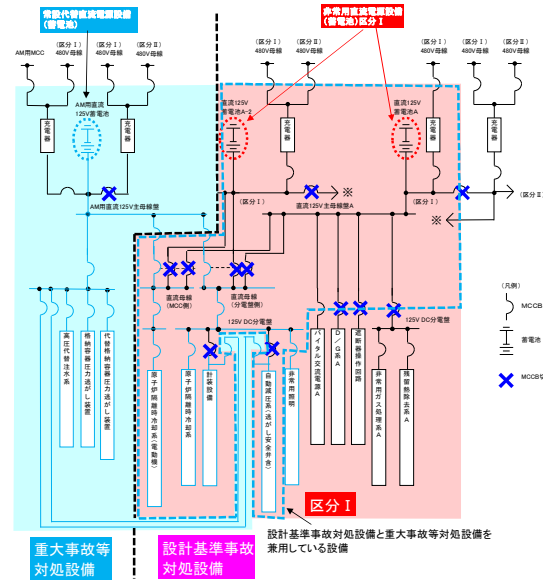 常設代替直流電源設備
(蓄電池)
非常用直流電源設備
(蓄電池)区分Ⅰ
AM用MCC
(区分Ⅰ)
480V母線
(区分Ⅰ)
480V母線
(区分Ⅱ)
480V母線
(区分Ⅰ)
480V母線
(区分Ⅱ)
480V母線
(区分Ⅰ)
480V母線
(区分Ⅰ)
480V母線
(区分Ⅱ)
480V母線
AM用直流
125V蓄電池
直流125V
蓄電池A-2
直流125V
蓄電池A
充電器
充電器
充電器
充電器
充電器
※
(区分Ⅰ)
(区分Ⅰ)
(区分Ⅱ)
AM用直流125V主母線盤
直流125V主母線盤A
※
直流母線
(MCC側)
直流母線
(分電盤側)
125V DC分電盤
125V DC分電盤
高圧代替注水系
格納容器圧力逃がし装置
代替格納容器圧力逃がし装置
原子炉隔離時冷却系(電動機)
原子炉隔離時冷却系
計装設備
自動減圧系(逃がし安全弁含)
非常用照明
バイタル交流電源A
D/G系A
遮断器操作回路
非常用ガス処理系A
残留熱除去系A
(凡例)
MCCB
蓄電池
区分Ⅰ
設計基準事故対処設備と重大事故等対処設備を
兼用している設備
重大事故等
対処設備
設計基準事故
対処設備